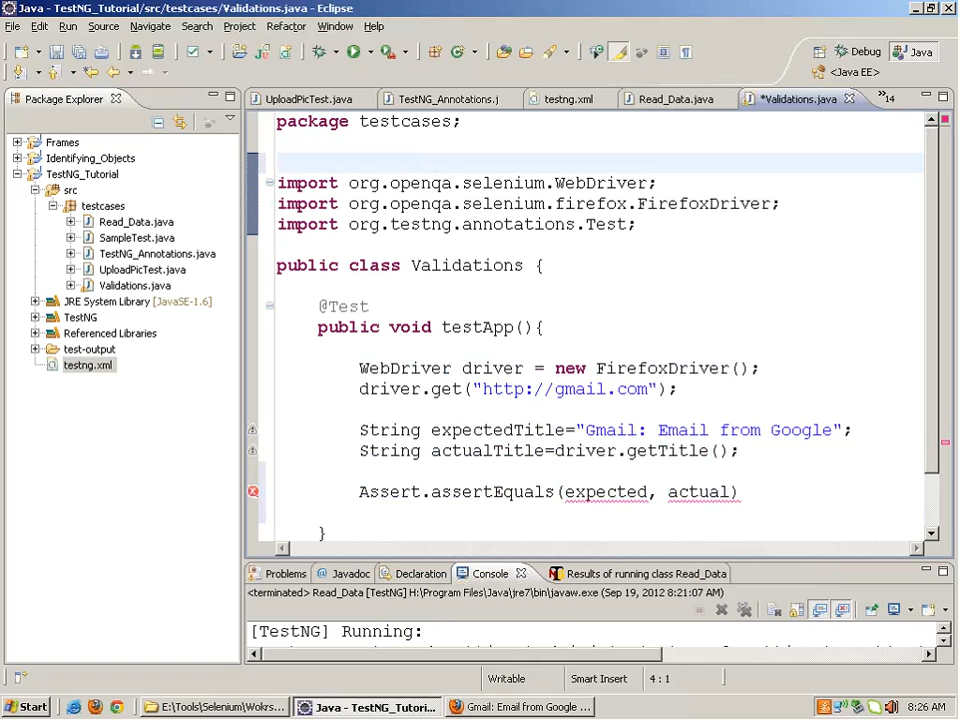 Java - TestNG_Tutorial/src/testcases/Validations.java - Eclipse
File Edit Run Source Navigate Search Project Refactor Window Help
Debug Java
<Java EE>
Package Explorer
UploadPicTest.java TestNG_Annotations.j testng.xml Read_Data.java *Validations.java 14
Frames
Identifying_Objects
TestNG_Tutorial
src
testcases
Read_Data.java
SampleTest.java
TestNG_Annotations.java
UploadPicTest.java
Validations.java
JRE System Library [JavaSE-1.6]
TestNG
Referenced Libraries
test-output
testng.xml
package testcases;
import org.openqa.selenium.WebDriver;
import org.openqa.selenium.firefox.FirefoxDriver;
import org.testng.annotations.Test;
public class Validations {
@Test
public void testApp(){
WebDriver driver = new FirefoxDriver();
driver.get("http://gmail.com");
String expectedTitle="Gmail: Email from Google";
String actualTitle=driver.getTitle();
Assert.assertEquals(expected, actual)
}
Problems Javadoc Declaration Console Results of running class Read_Data
<terminated> Read_Data [TestNG] H:\Program Files\Java\jre7\bin\javaw.exe (Sep 19, 2012 8:21:07 AM)
[TestNG] Running:
Writable Smart Insert 4 : 1
Start E:\Tools\Selenium\Wokrs... Java - TestNG_Tutori... Gmail: Email from Google ... 8:26 AM